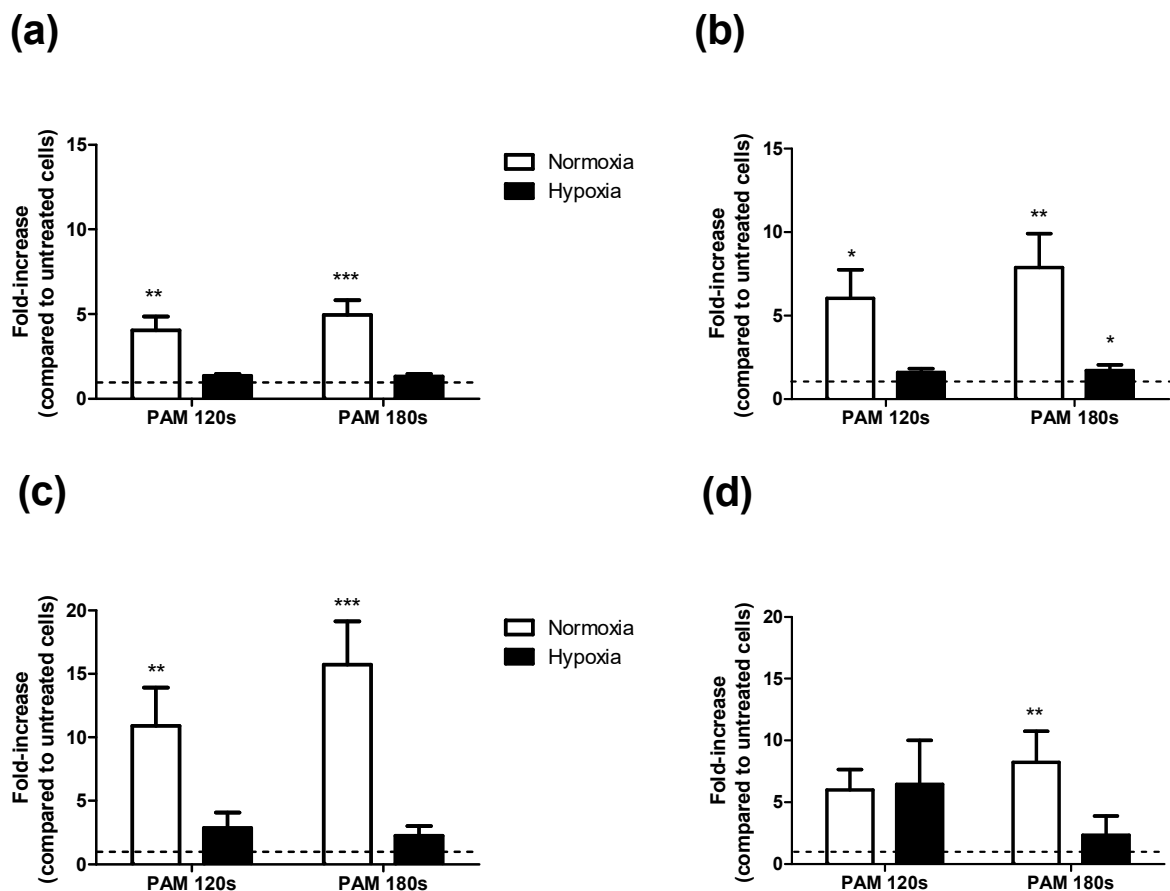 (a)
Fold-increase
(compared to untreated cells)
15
10
5
0
**
***
PAM 120s
PAM 180s
Normoxia
Hypoxia
(b)
Fold-increase
(compared to untreated cells)
15
10
5
0
*
**
*
PAM 120s
PAM 180s
(c)
Fold-increase
(compared to untreated cells)
20
15
10
5
0
**
***
PAM 120s
PAM 180s
Normoxia
Hypoxia
(d)
Fold-increase
(compared to untreated cells)
20
15
10
5
0
**
PAM 120s
PAM 180s